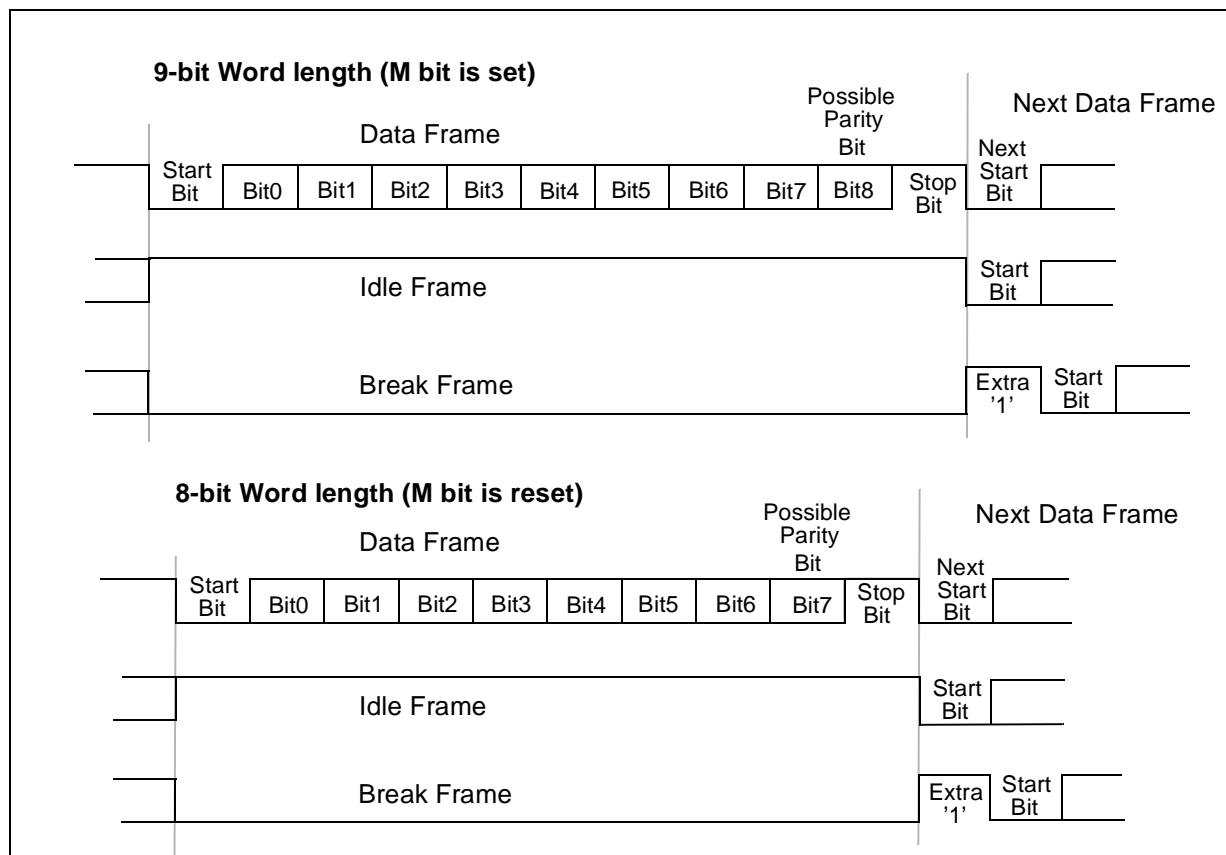 9-bit Word length (M bit is set)
Possible
Parity
Bit
Next Data Frame
Data Frame
Start
Bit
Bit0
Bit1
Bit2
Bit3
Bit4
Bit5
Bit6
Bit7
Bit8
Stop
Bit
Next
Start
Bit
Idle Frame
Start
Bit
Break Frame
Extra
’1’
Start
Bit
8-bit Word length (M bit is reset)
Possible
Parity
Bit
Next Data Frame
Data Frame
Start
Bit
Bit0
Bit1
Bit2
Bit3
Bit4
Bit5
Bit6
Bit7
Stop
Bit
Next
Start
Bit
Idle Frame
Start
Bit
Break Frame
Extra
’1’
Start
Bit